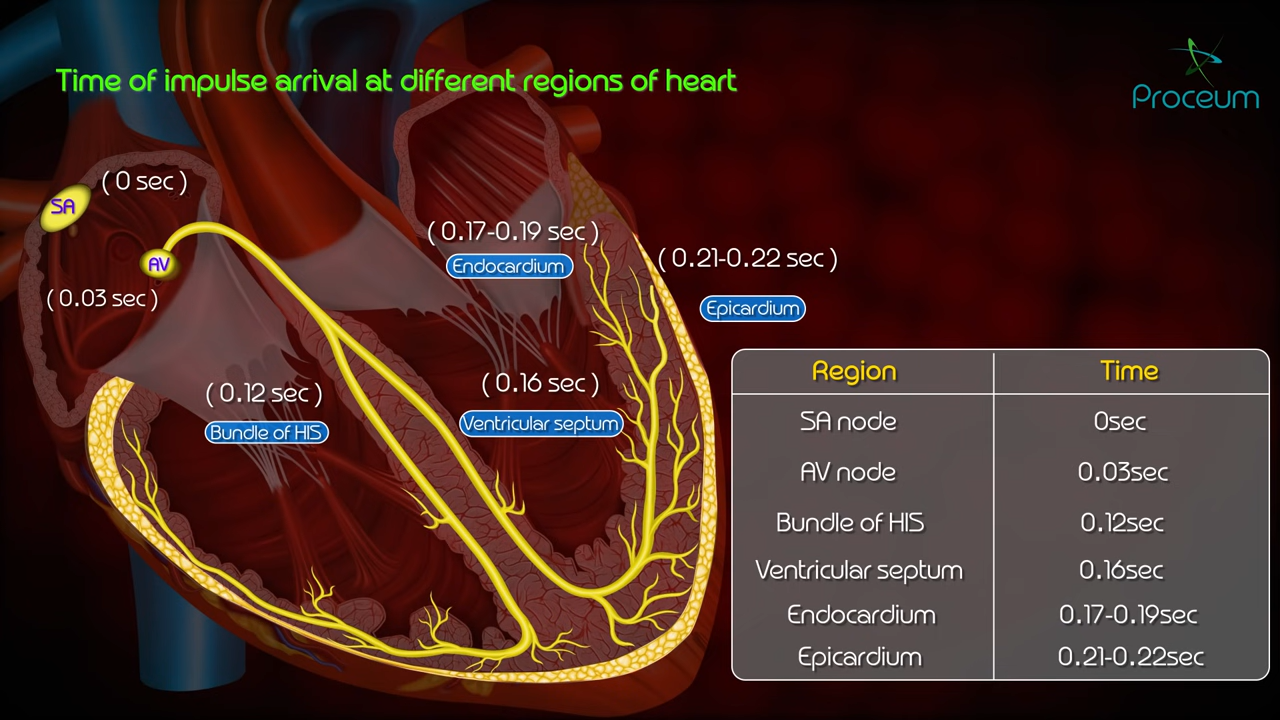 Time of impulse arrival at different regions of heart
Proceum
( 0 sec )
SA
AV
( 0.03 sec )
( 0.17-0.19 sec )
Endocardium
( 0.21-0.22 sec )
Epicardium
( 0.12 sec )
Bundle of HIS
( 0.16 sec )
Ventricular septum
Region Time
SA node 0sec
AV node 0.03sec
Bundle of HIS 0.12sec
Ventricular septum 0.16sec
Endocardium 0.17-0.19sec
Epicardium 0.21-0.22sec